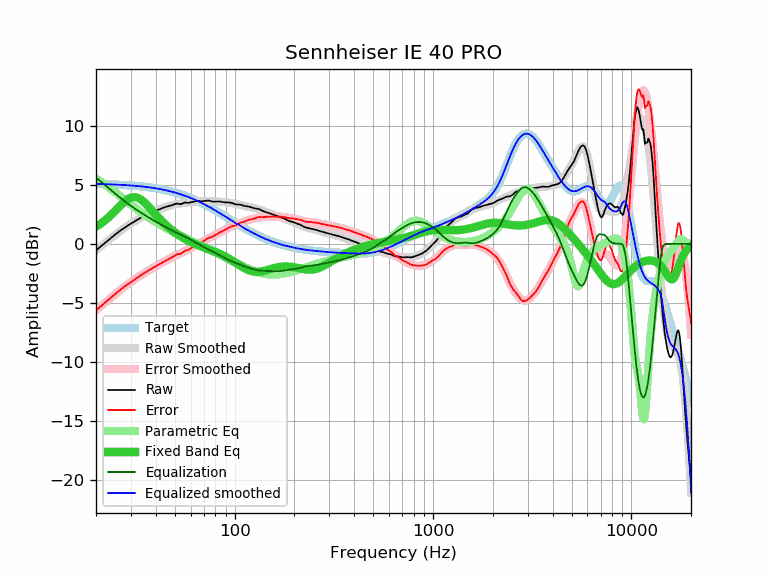 Sennheiser IE 40 PRO
Amplitude (dBr)
10
5
0
−5
−10
−15
−20
Target
Raw Smoothed
Error Smoothed
Raw
Error
Parametric Eq
Fixed Band Eq
Equalization
Equalized smoothed
100 1000 10000
Frequency (Hz)